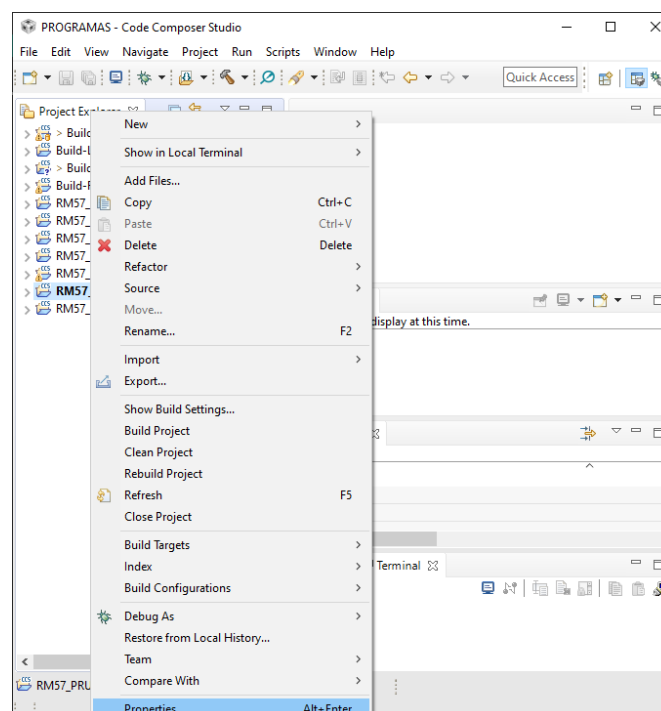 PROGRAMAS - Code Composer Studio
File Edit View Navigate Project Run Scripts Window Help
Quick Access
Project Explorer
> Build
Build-
> Build
Build-
RM57_
RM57_
RM57_
RM57_
RM57_
RM57_
RM57_
New
Show in Local Terminal
Add Files...
Copy Ctrl+C
Paste Ctrl+V
Delete Delete
Refactor
Source
Move...
Rename... F2
Import
Export...
Show Build Settings...
Build Project
Clean Project
Rebuild Project
Refresh F5
Close Project
Build Targets
Index
Build Configurations
Debug As
Restore from Local History...
Team
Compare With
Properties Alt+Enter
display at this time.
Terminal
RM57_PRU